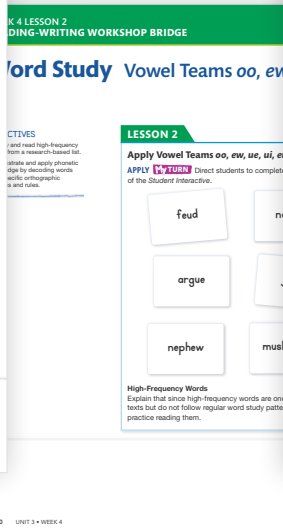 K 4 LESSON 2
DING-WRITING WORKSHOP BRIDGE
ord Study Vowel Teams oo, ew
CTIVES
and read high-frequency
from a research-based list.
strate and apply phonetic
dge by decoding words
ecific orthographic
s and rules.
LESSON 2
Apply Vowel Teams oo, ew, ue, ui, e
APPLY My TURN Direct students to complete
of the Student Interactive.
feud
argue
nephew
High-Frequency Words
Explain that since high-frequency words are one
texts but do not follow regular word study patte
practice reading them.
UNIT 3 • WEEK 4